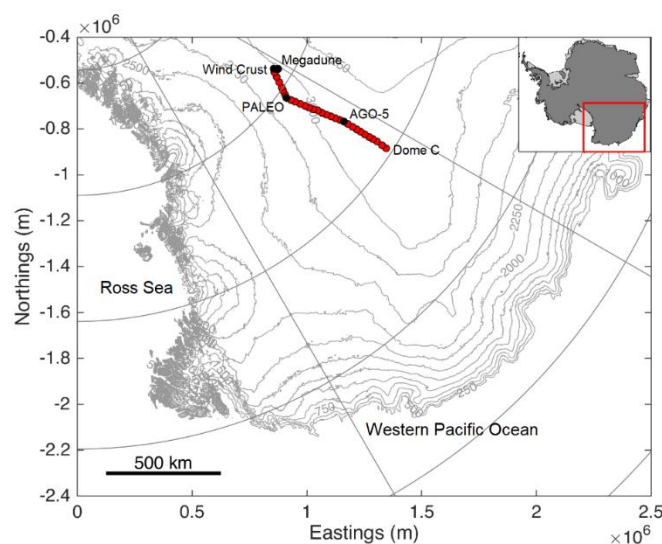 × 10⁶
-0.4
-0.6
-0.8
-1
-1.2
-1.4
-1.6
-1.8
-2
-2.2
-2.4
Northings (m)
2500
2250
Wind Crust
Megadune
PALEO
AGO-5
Dome C
2250
2000
Ross Sea
750
250
Western Pacific Ocean
500 km
0
0.5
1
1.5
2
2.5
Eastings (m)
× 10⁶